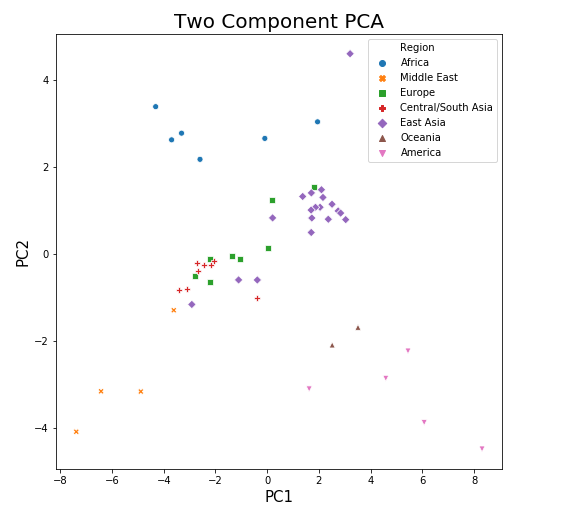 Two Component PCA
Region
Africa
Middle East
Europe
Central/South Asia
East Asia
Oceania
America
PC2
4
2
0
−2
−4
−8 −6 −4 −2 0 2 4 6 8
PC1